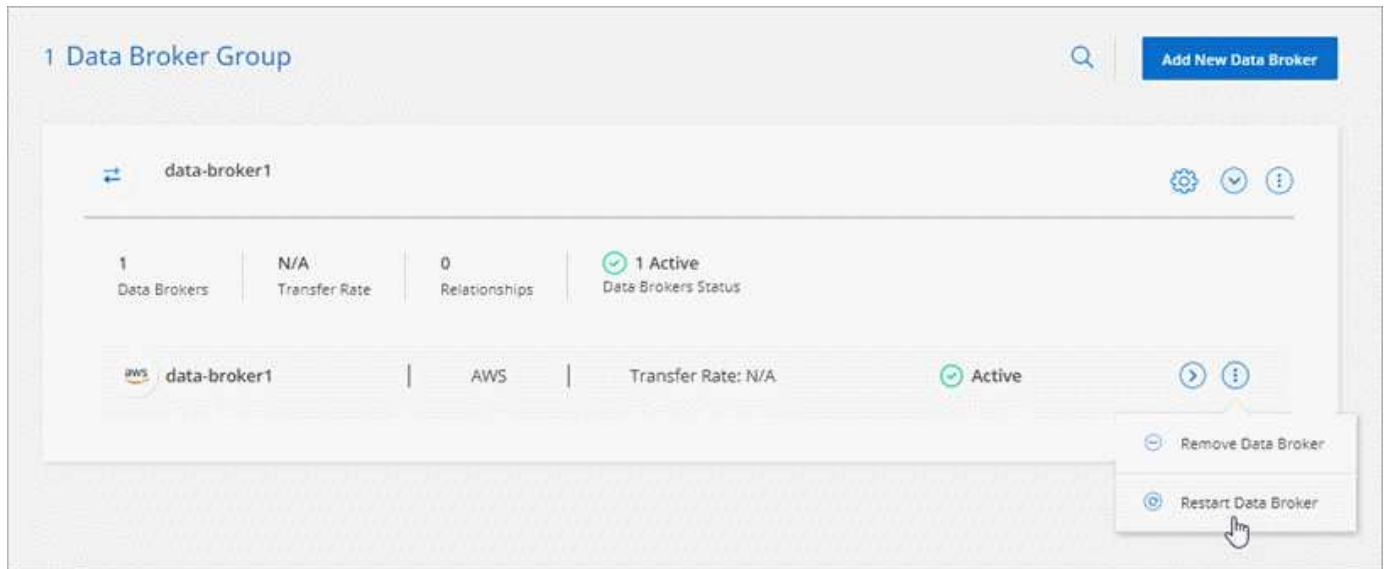 1 Data Broker Group
Add New Data Broker
data-broker1
1 N/A 0 1 Active
Data Brokers Transfer Rate Relationships Data Brokers Status
aws data-broker1 | AWS | Transfer Rate: N/A Active
Remove Data Broker
Restart Data Broker